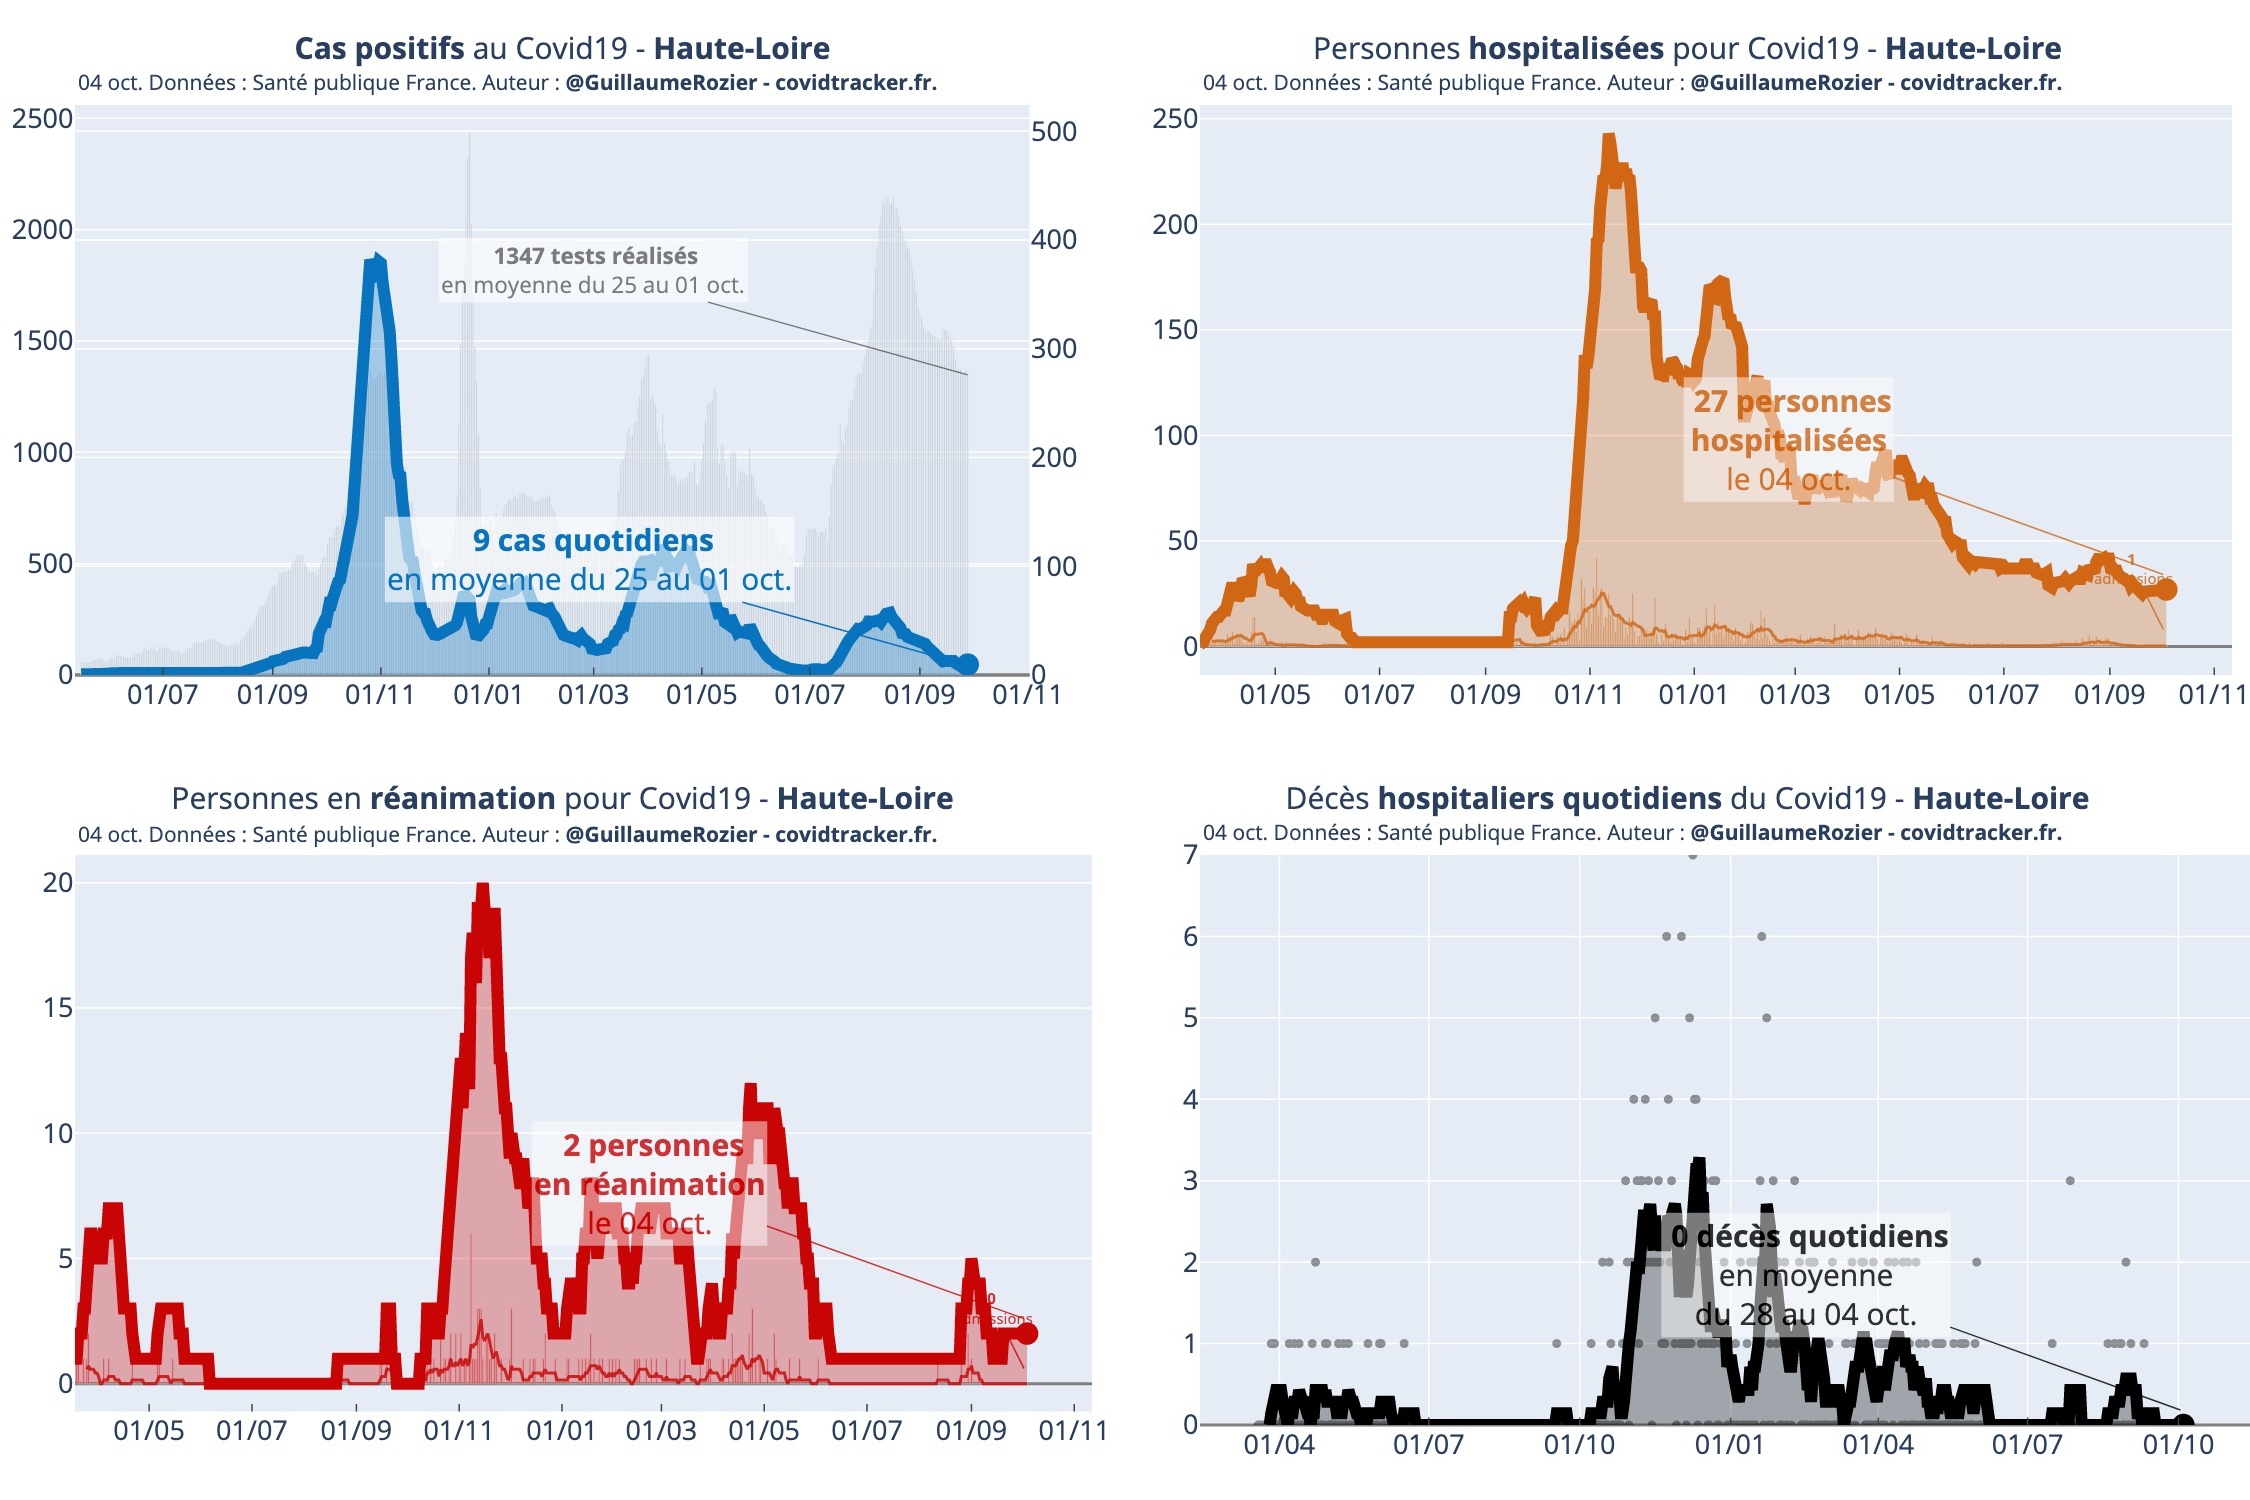 Cas positifs au Covid19 - Haute-Loire
04 oct. Données : Santé publique France. Auteur : @GuillaumeRozier - covidtracker.fr.
2500
2000
1500
1000
500
0
500
400
300
200
100
0
1347 tests réalisés
en moyenne du 25 au 01 oct.
9 cas quotidiens
en moyenne du 25 au 01 oct.
01/07 01/09 01/11 01/01 01/03 01/05 01/07 01/09 01/11
Personnes hospitalisées pour Covid19 - Haute-Loire
04 oct. Données : Santé publique France. Auteur : @GuillaumeRozier - covidtracker.fr.
250
200
150
100
50
0
27 personnes
hospitalisées
le 04 oct.
1
admissions
01/05 01/07 01/09 01/11 01/01 01/03 01/05 01/07 01/09 01/11
Personnes en réanimation pour Covid19 - Haute-Loire
04 oct. Données : Santé publique France. Auteur : @GuillaumeRozier - covidtracker.fr.
20
15
10
5
0
2 personnes
en réanimation
le 04 oct.
0
admissions
01/05 01/07 01/09 01/11 01/01 01/03 01/05 01/07 01/09 01/11
Décès hospitaliers quotidiens du Covid19 - Haute-Loire
04 oct. Données : Santé publique France. Auteur : @GuillaumeRozier - covidtracker.fr.
7
6
5
4
3
2
1
0
0 décès quotidiens
en moyenne
du 28 au 04 oct.
01/04 01/07 01/10 01/01 01/04 01/07 01/10